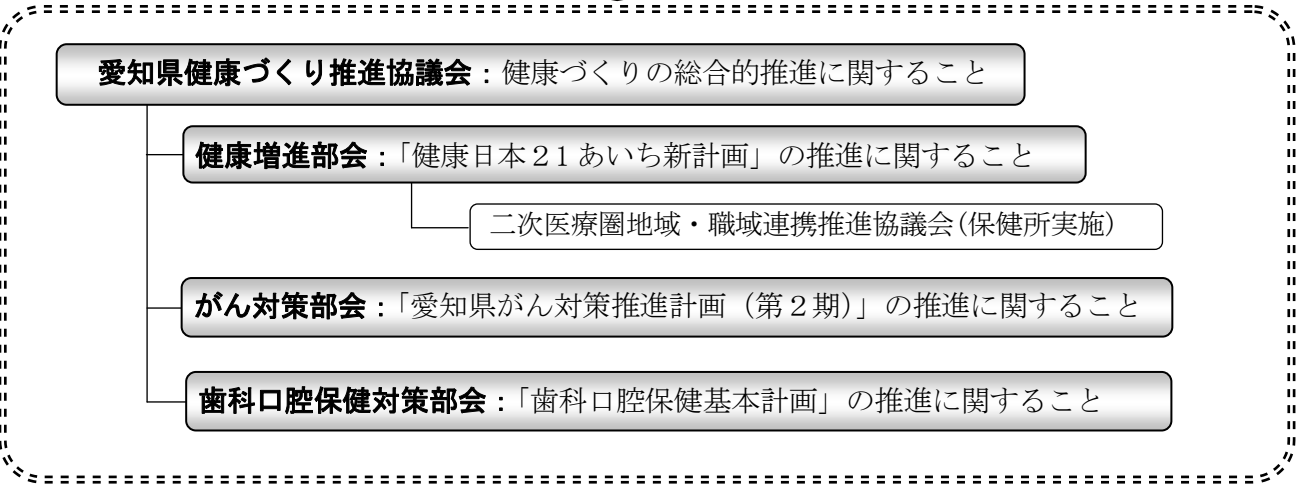 愛知県健康づくり推進協議会：健康づくりの総合的推進に関すること
健康増進部会：「健康日本２１あいち新計画」の推進に関すること
二次医療圏地域・職域連携推進協議会(保健所実施)
がん対策部会：「愛知県がん対策推進計画（第２期）」の推進に関すること
歯科口腔保健対策部会：「歯科口腔保健基本計画」の推進に関すること